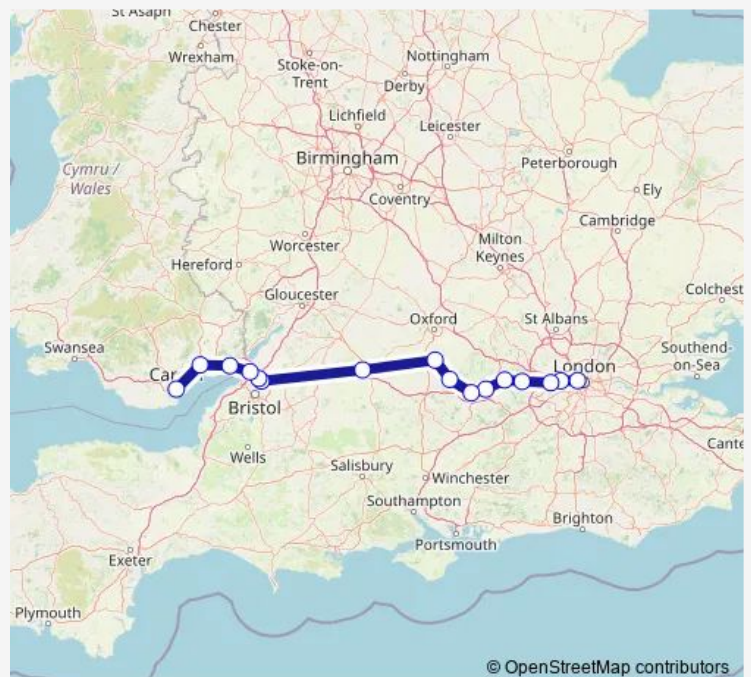 St Asaph
Chester
Wrexham
Stoke-on-
Trent
Nottingham
Derby
Lichfield
Leicester
Birmingham
Peterborough
Cymru /
Wales
Coventry
Ely
Cambridge
Worcester
Milton
Keynes
Hereford
Gloucester
Colchest
Oxford
St Albans
Swansea
Car
London
Southend-
on-Sea
Bristol
Wells
Cante
Salisbury
Winchester
Southampton
Brighton
Portsmouth
Exeter
Plymouth
© OpenStreetMap contributors